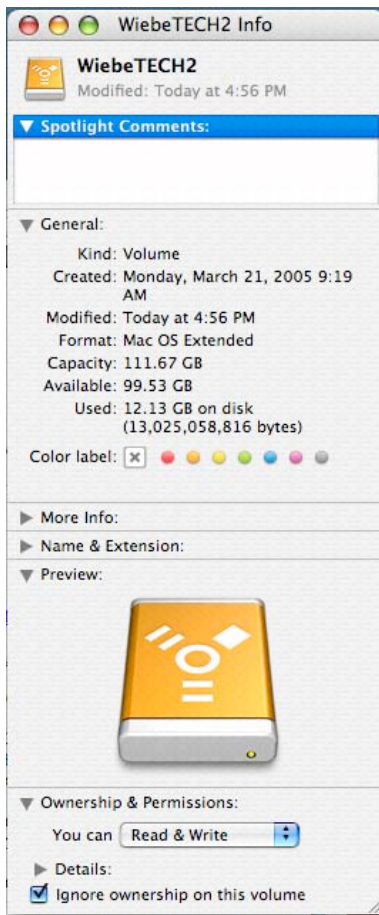 WiebeTECH2 Info
WiebeTECH2
Modified: Today at 4:56 PM
Spotlight Comments:
General:
Kind: Volume
Created: Monday, March 21, 2005 9:19
AM
Modified: Today at 4:56 PM
Format: Mac OS Extended
Capacity: 111.67 GB
Available: 99.53 GB
Used: 12.13 GB on disk
(13,025,058,816 bytes)
Color label:
More Info:
Name & Extension:
Preview:
Ownership & Permissions:
You can Read & Write
Details:
Ignore ownership on this volume